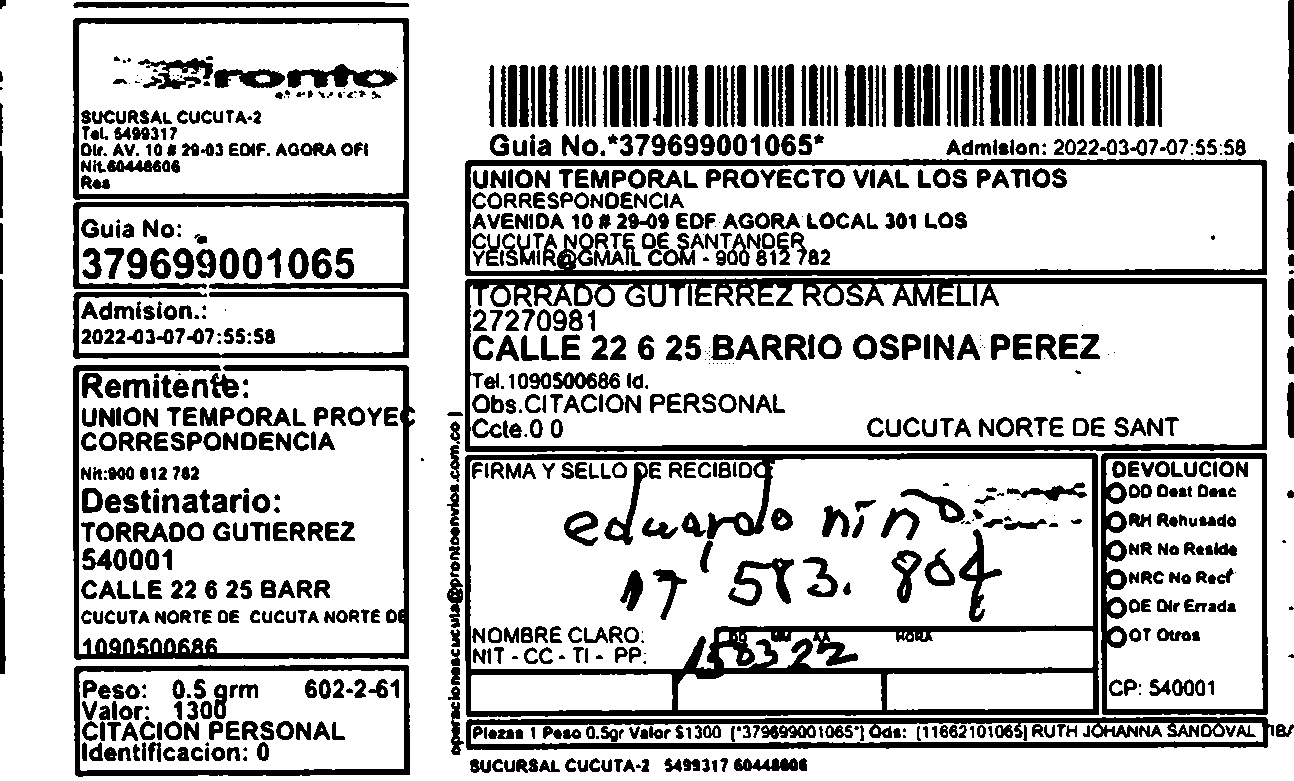 Pronto
SUCURSAL CUCUTA-2
Tel. 5499317
Dir. AV. 10 # 29-03 EDIF. AGORA OFI
Nit.60448606
Res
Guia No:
379699001065
Admision.:
2022-03-07-07:55:58
Remitente:
UNION TEMPORAL PROYEC
CORRESPONDENCIA
Nit:900 812 782
Destinatario:
TORRADO GUTIERREZ
540001
CALLE 22 6 25 BARR
CUCUTA NORTE DE CUCUTA NORTE DE
1090500686
Peso: 0.5 grm 602-2-61
Valor: 1300
CITACION PERSONAL
Identificacion: 0
Guia No.*379699001065* Admision: 2022-03-07-07:55:58
UNION TEMPORAL PROYECTO VIAL LOS PATIOS
CORRESPONDENCIA
AVENIDA 10 # 29-09 EDF AGORA LOCAL 301 LOS
CUCUTA NORTE DE SANTANDER
YEISMIR@GMAIL COM - 900 812 782
TORRADO GUTIERREZ ROSA AMELIA
27270981
CALLE 22 6 25 BARRIO OSPINA PEREZ
Tel.1090500686 Id.
Obs.CITACION PERSONAL
Ccte.0 0 CUCUTA NORTE DE SANT
operacionescucuta@prontoenvios.com.co
FIRMA Y SELLO DE RECIBIDO
eduardo niño
17 583. 804
NOMBRE CLARO:
NIT - CC - TI - PP:
DD MM AA HORA
150322
DEVOLUCION
DD Dest Desc
RH Rehusado
NR No Reside
NRC No Recl
DE Dir Errada
OT Otros
CP: 540001
Piezas 1 Peso 0.5gr Valor $1300 [*379699001065*] Ods: [11662101065] RUTH JOHANNA SANDOVAL 18/
SUCURSAL CUCUTA-2 5499317 60448606